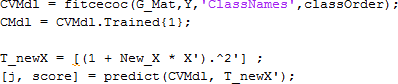 CVMdl = fitcecoc(G_Mat,Y,'ClassNames',classOrder);
CMdl = CVMdl.Trained{1};
T_newX = [(1 + New_X * X').^2'] ;
[j, score] = predict(CVMdl, T_newX');